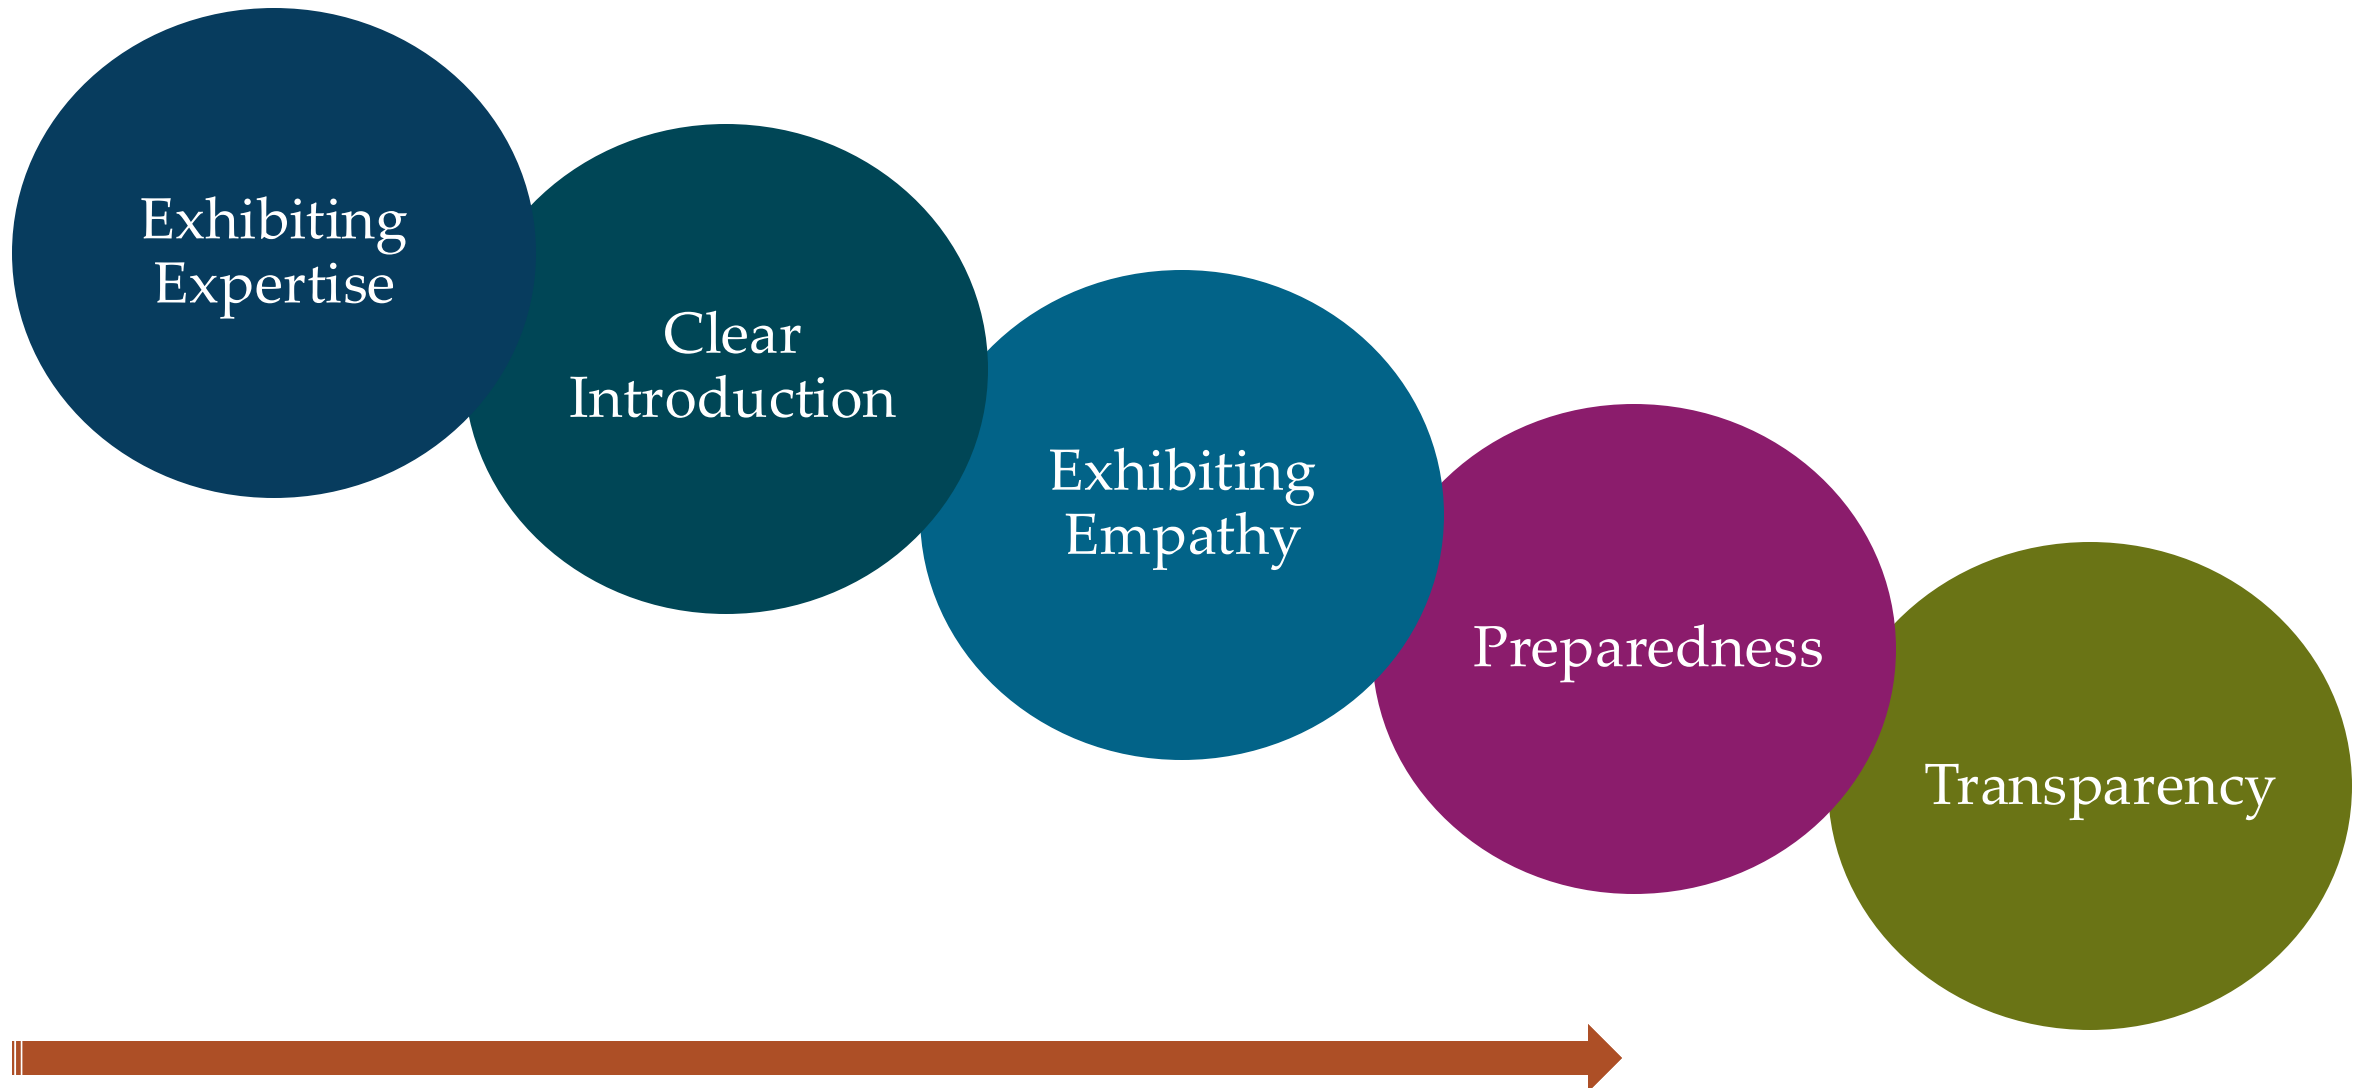 Exhibiting
Expertise
Clear
Introduction
Exhibiting
Empathy
Preparedness
Transparency